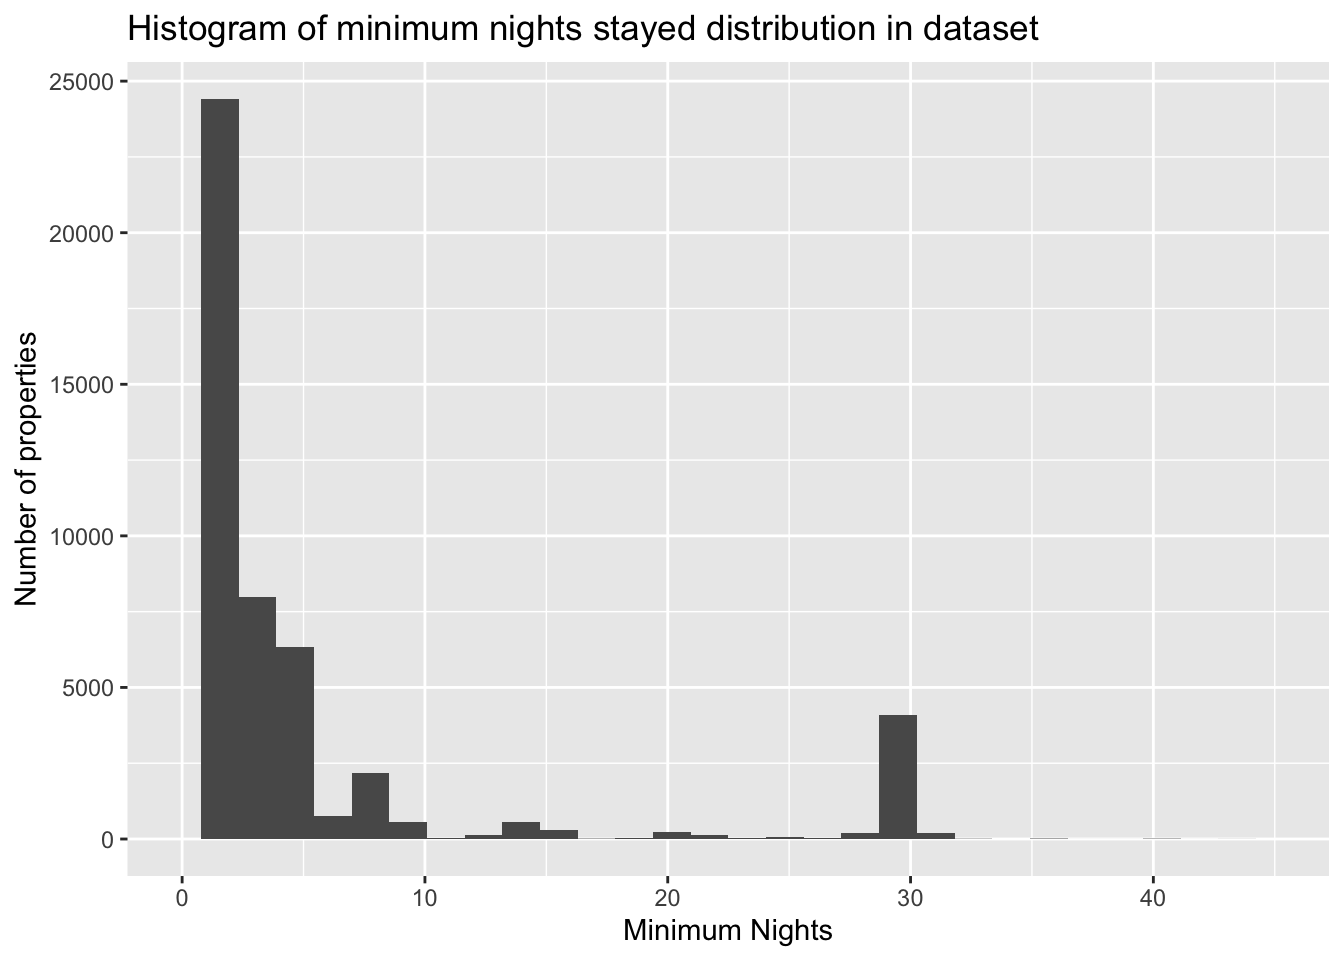 Histogram of minimum nights stayed distribution in dataset
25000
20000
15000
10000
5000
0
Number of properties
0 10 20 30 40
Minimum Nights